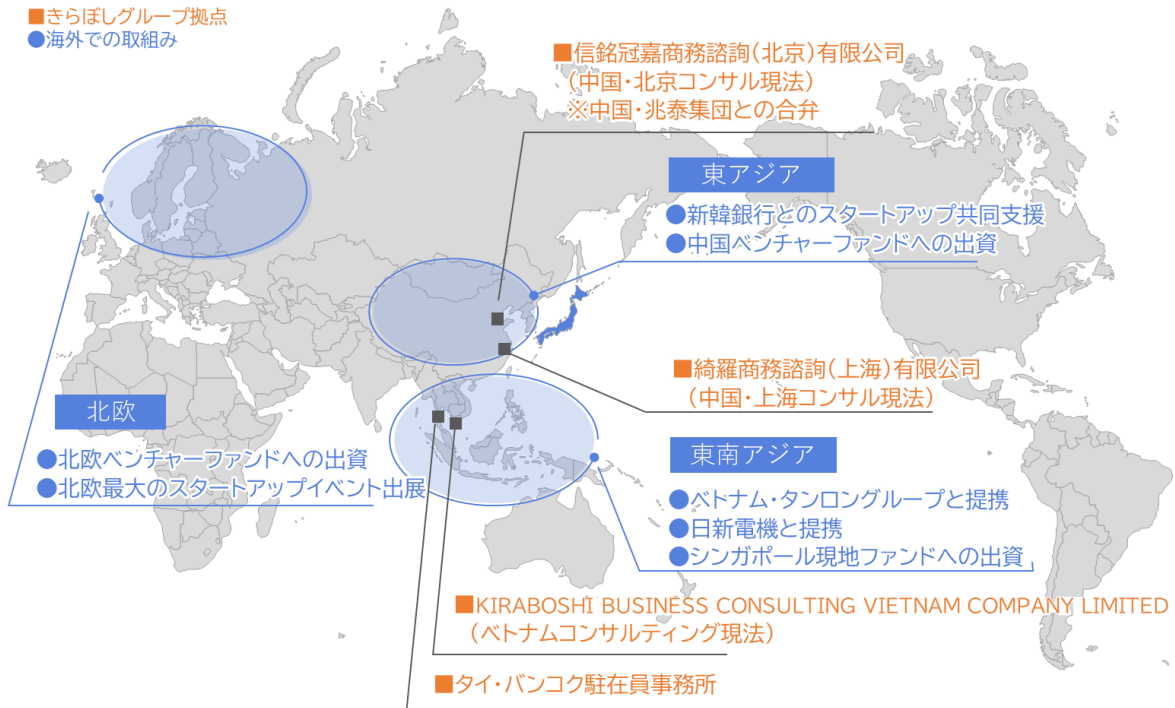 ■きらぼしグループ拠点
●海外での取組み
■信銘冠嘉商務諮詢(北京)有限公司
(中国・北京コンサル現法)
※中国・兆泰集団との合弁
東アジア
●新韓銀行とのスタートアップ共同支援
●中国ベンチャーファンドへの出資
■綺羅商務諮詢(上海)有限公司
(中国・上海コンサル現法)
北欧
●北欧ベンチャーファンドへの出資
●北欧最大のスタートアップイベント出展
東南アジア
●ベトナム・タンロングループと提携
●日新電機と提携
●シンガポール現地ファンドへの出資
■KIRABOSHI BUSINESS CONSULTING VIETNAM COMPANY LIMITED
(ベトナムコンサルティング現法)
■タイ・バンコク駐在員事務所